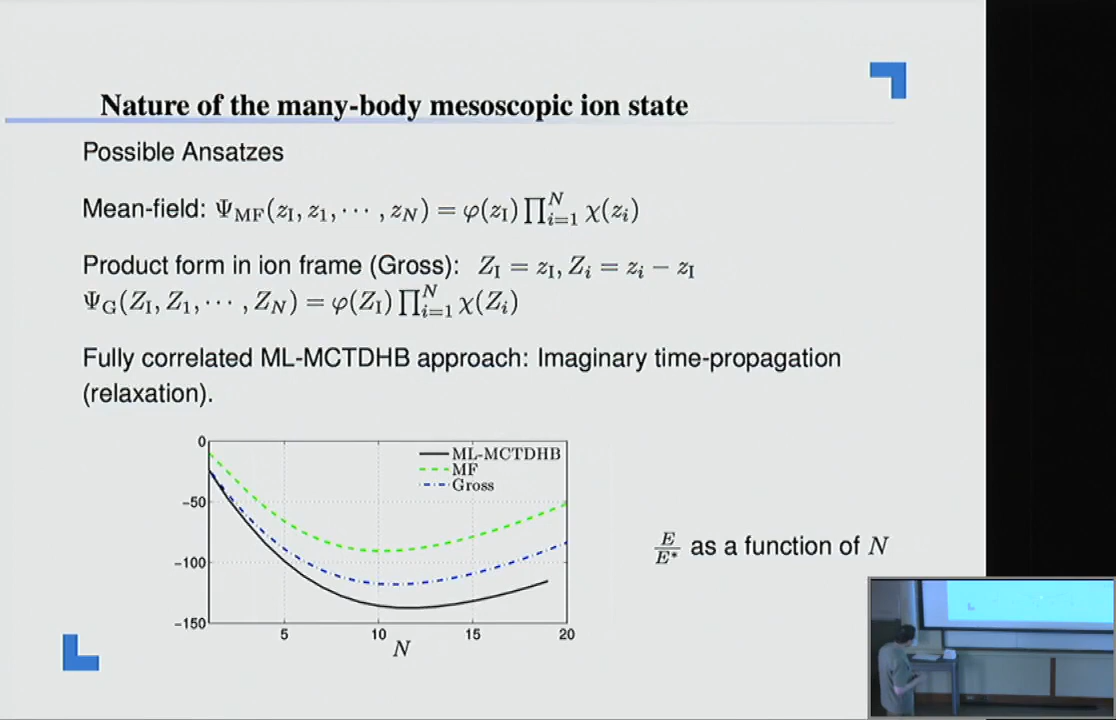 Nature of the many-body mesoscopic ion state
Possible Ansatzes
Mean-field: Ψ_MF(z_I, z_1, ⋯ , z_N) = φ(z_I) ∏_{i=1}^N χ(z_i)
Product form in ion frame (Gross): Z_I = z_I, Z_i = z_i − z_I
Ψ_G(Z_I, Z_1, ⋯ , Z_N) = φ(Z_I) ∏_{i=1}^N χ(Z_i)
Fully correlated ML-MCTDHB approach: Imaginary time-propagation
(relaxation).
0
−50
−100
−150
ML-MCTDHB
MF
Gross
5 10 15 20
N
E/E* as a function of N